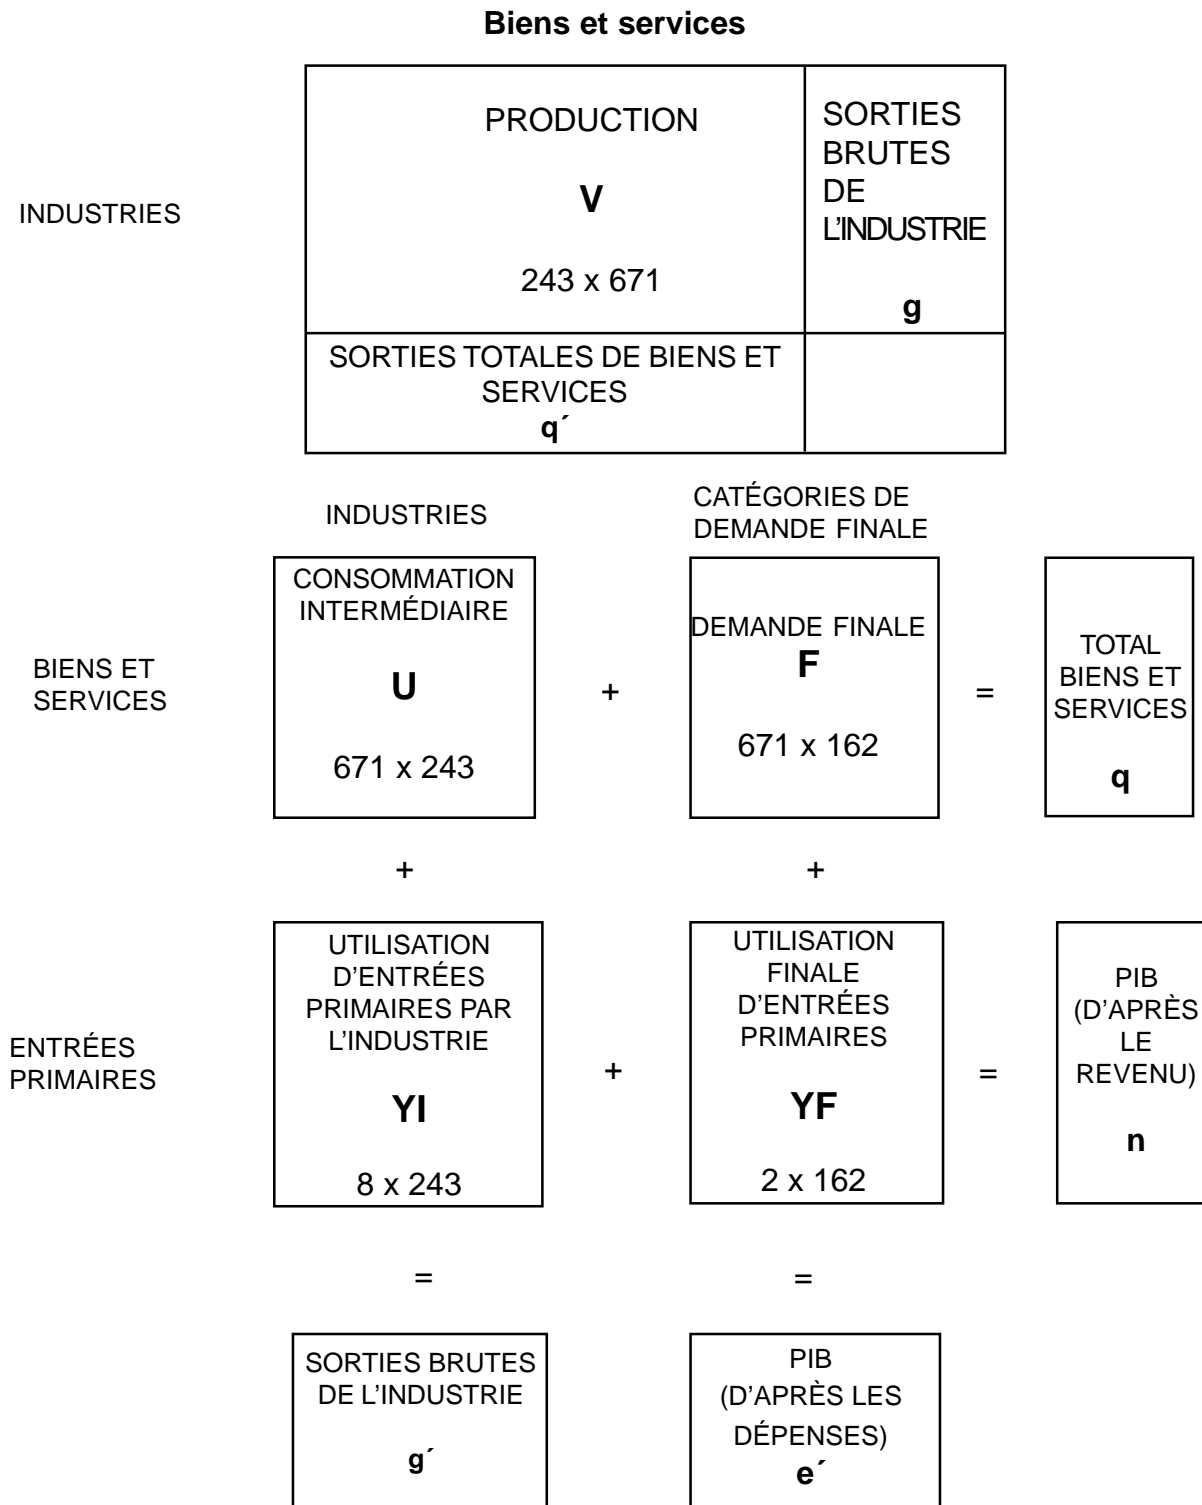 Biens et services
PRODUCTION
V
243 x 671
SORTIES
BRUTES
DE
L'INDUSTRIE
g
INDUSTRIES
SORTIES TOTALES DE BIENS ET
SERVICES
q´
INDUSTRIES
CATÉGORIES DE
DEMANDE FINALE
BIENS ET
SERVICES
CONSOMMATION
INTERMÉDIAIRE
U
671 x 243
+
DEMANDE FINALE
F
671 x 162
=
TOTAL
BIENS ET
SERVICES
q
+
+
ENTRÉES
PRIMAIRES
UTILISATION
D'ENTRÉES
PRIMAIRES PAR
L'INDUSTRIE
YI
8 x 243
+
UTILISATION
FINALE
D'ENTRÉES
PRIMAIRES
YF
2 x 162
=
PIB
(D'APRÈS
LE
REVENU)
n
=
=
SORTIES BRUTES
DE L'INDUSTRIE
g´
PIB
(D'APRÈS LES
DÉPENSES)
e´